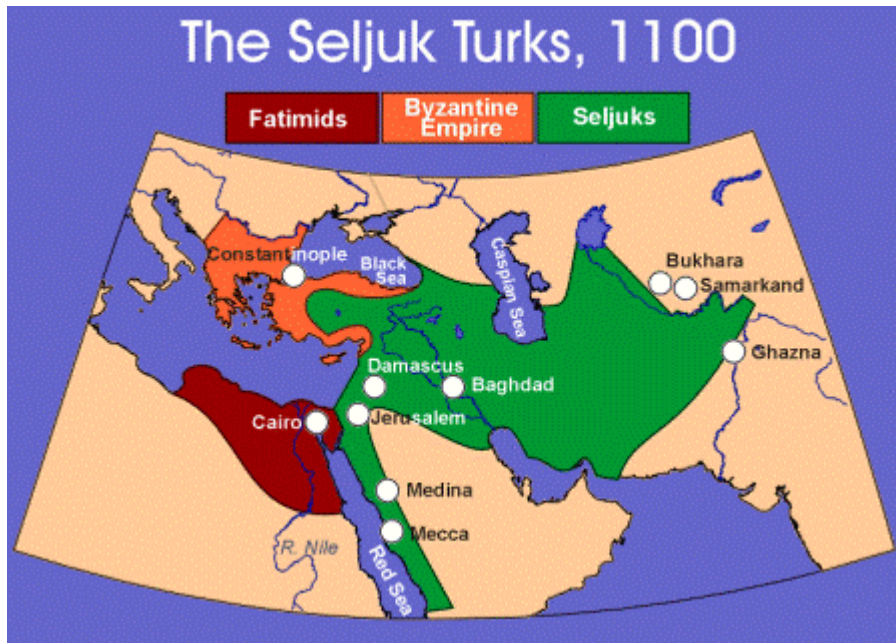 The Seljuk Turks, 1100
Fatimids
Byzantine
Empire
Seljuks
Constantinople
Black
Sea
Caspian Sea
Bukhara
Samarkand
Ghazna
Damascus
Baghdad
Cairo
Jerusalem
Medina
Mecca
R. Nile
Red Sea